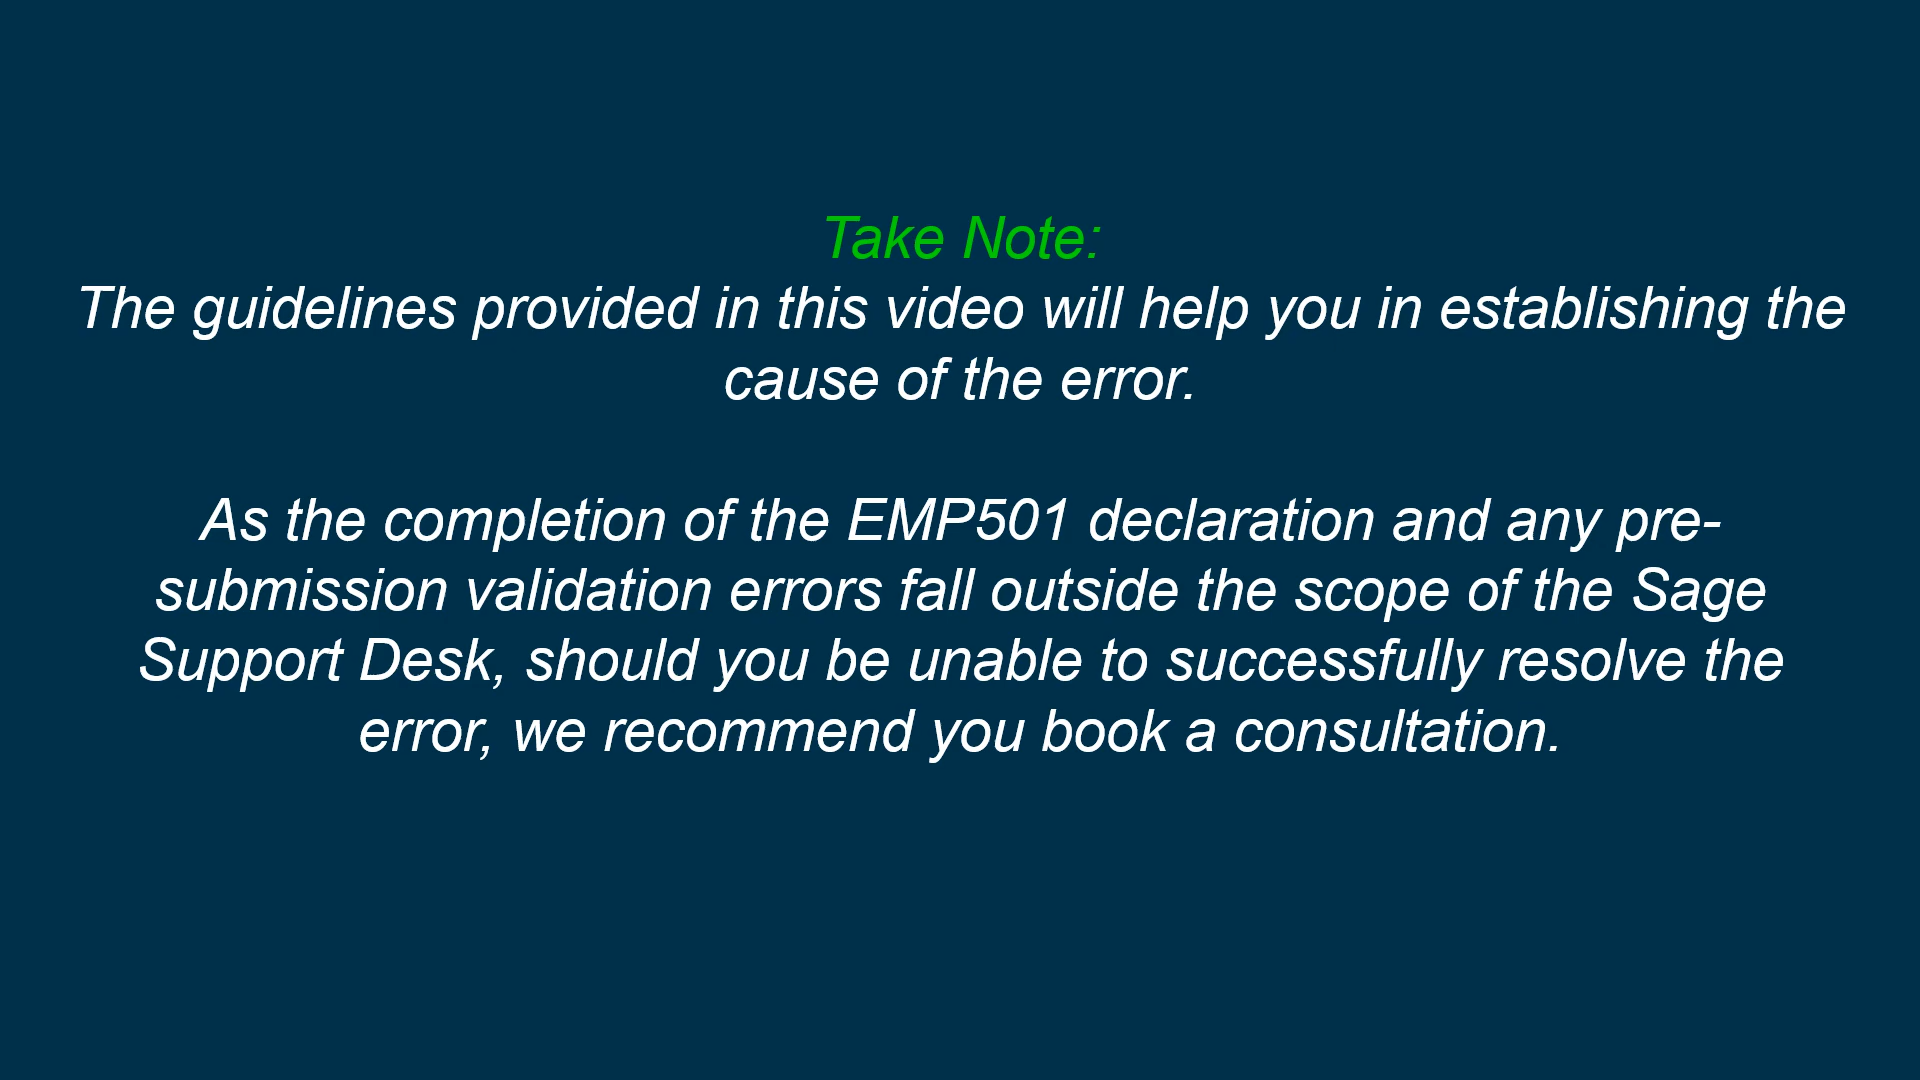 Take Note:
The guidelines provided in this video will help you in establishing the
cause of the error.
As the completion of the EMP501 declaration and any pre-
submission validation errors fall outside the scope of the Sage
Support Desk, should you be unable to successfully resolve the
error, we recommend you book a consultation.